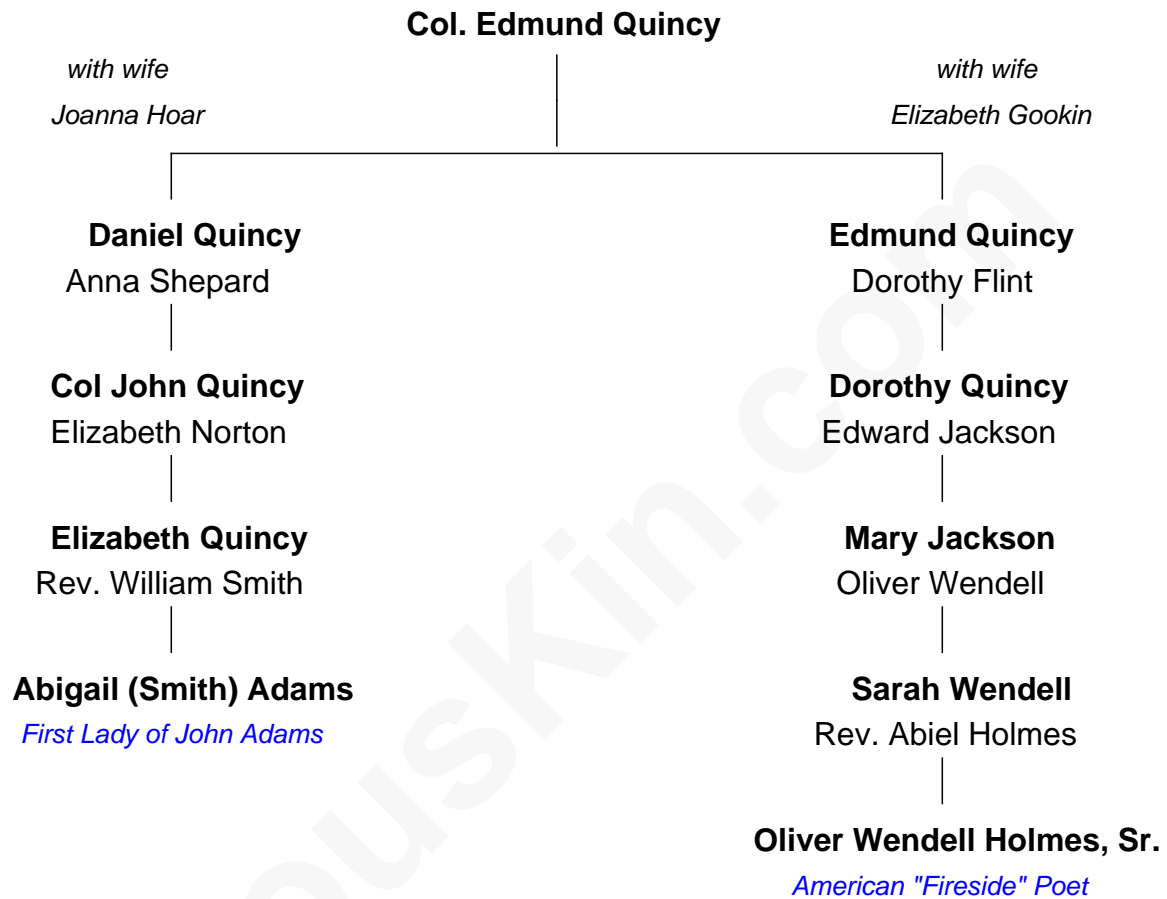 Col. Edmund Quincy
with wife
Joanna Hoar
with wife
Elizabeth Gookin
Daniel Quincy
Anna Shepard
Edmund Quincy
Dorothy Flint
Col John Quincy
Elizabeth Norton
Dorothy Quincy
Edward Jackson
Elizabeth Quincy
Rev. William Smith
Mary Jackson
Oliver Wendell
Abigail (Smith) Adams
First Lady of John Adams
Sarah Wendell
Rev. Abiel Holmes
Oliver Wendell Holmes, Sr.
American "Fireside" Poet
ousKin.com